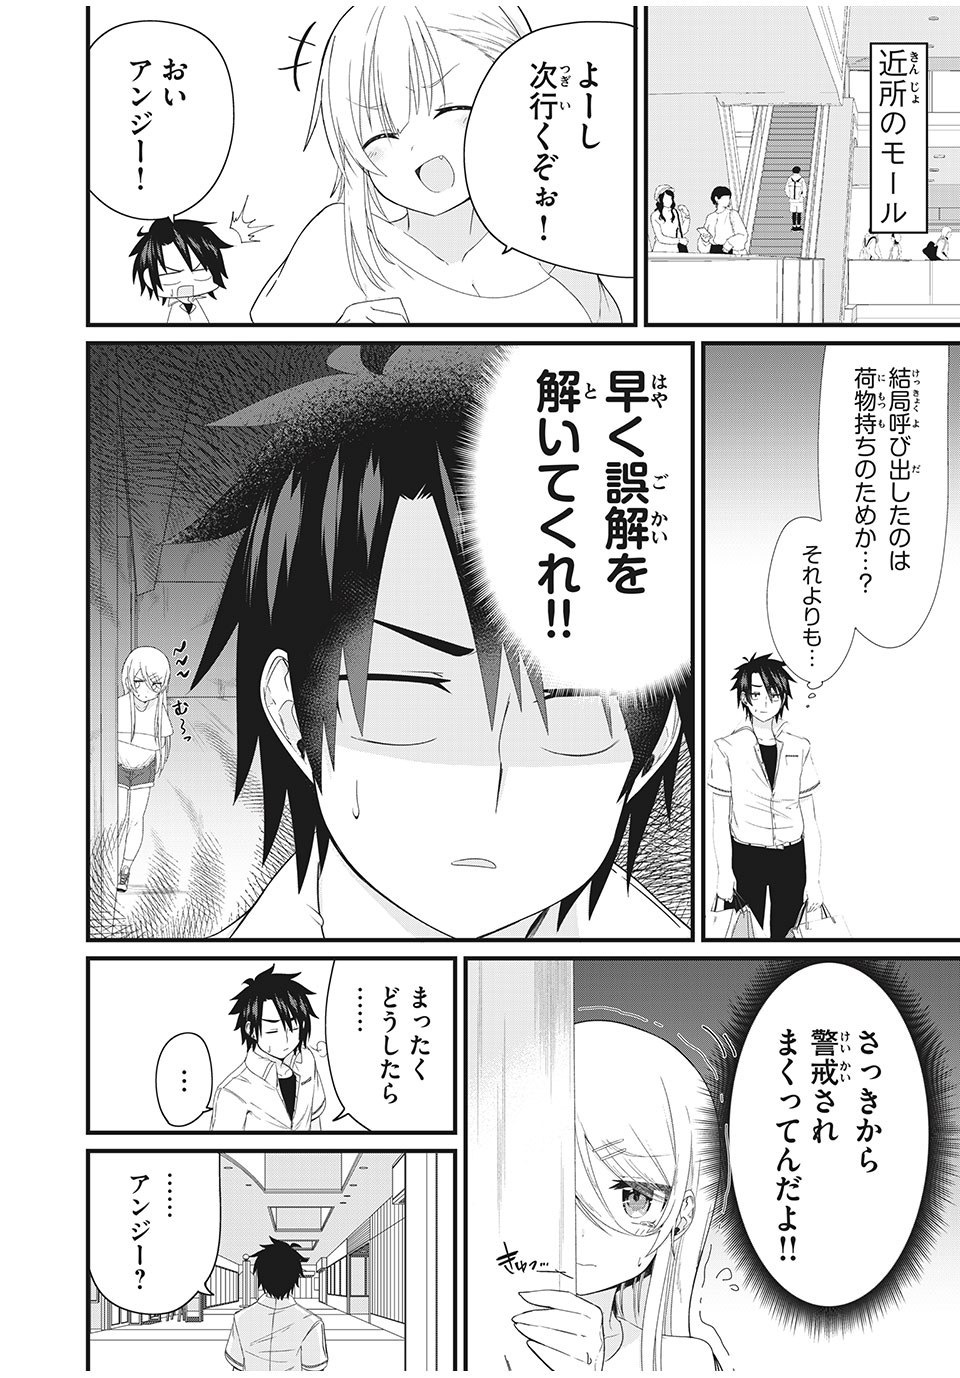 近所のモール
よーし
次行くぞぉ！
おい
アンジー！
結局呼び出したのは
荷物持ちのためか…？
それよりも…
早く誤解を
解いてくれ!!
む〜っ
さっきから
警戒され
まくってんだよ!!
きゅっ…
まったく
どうしたら
……
…
……
アンジー？